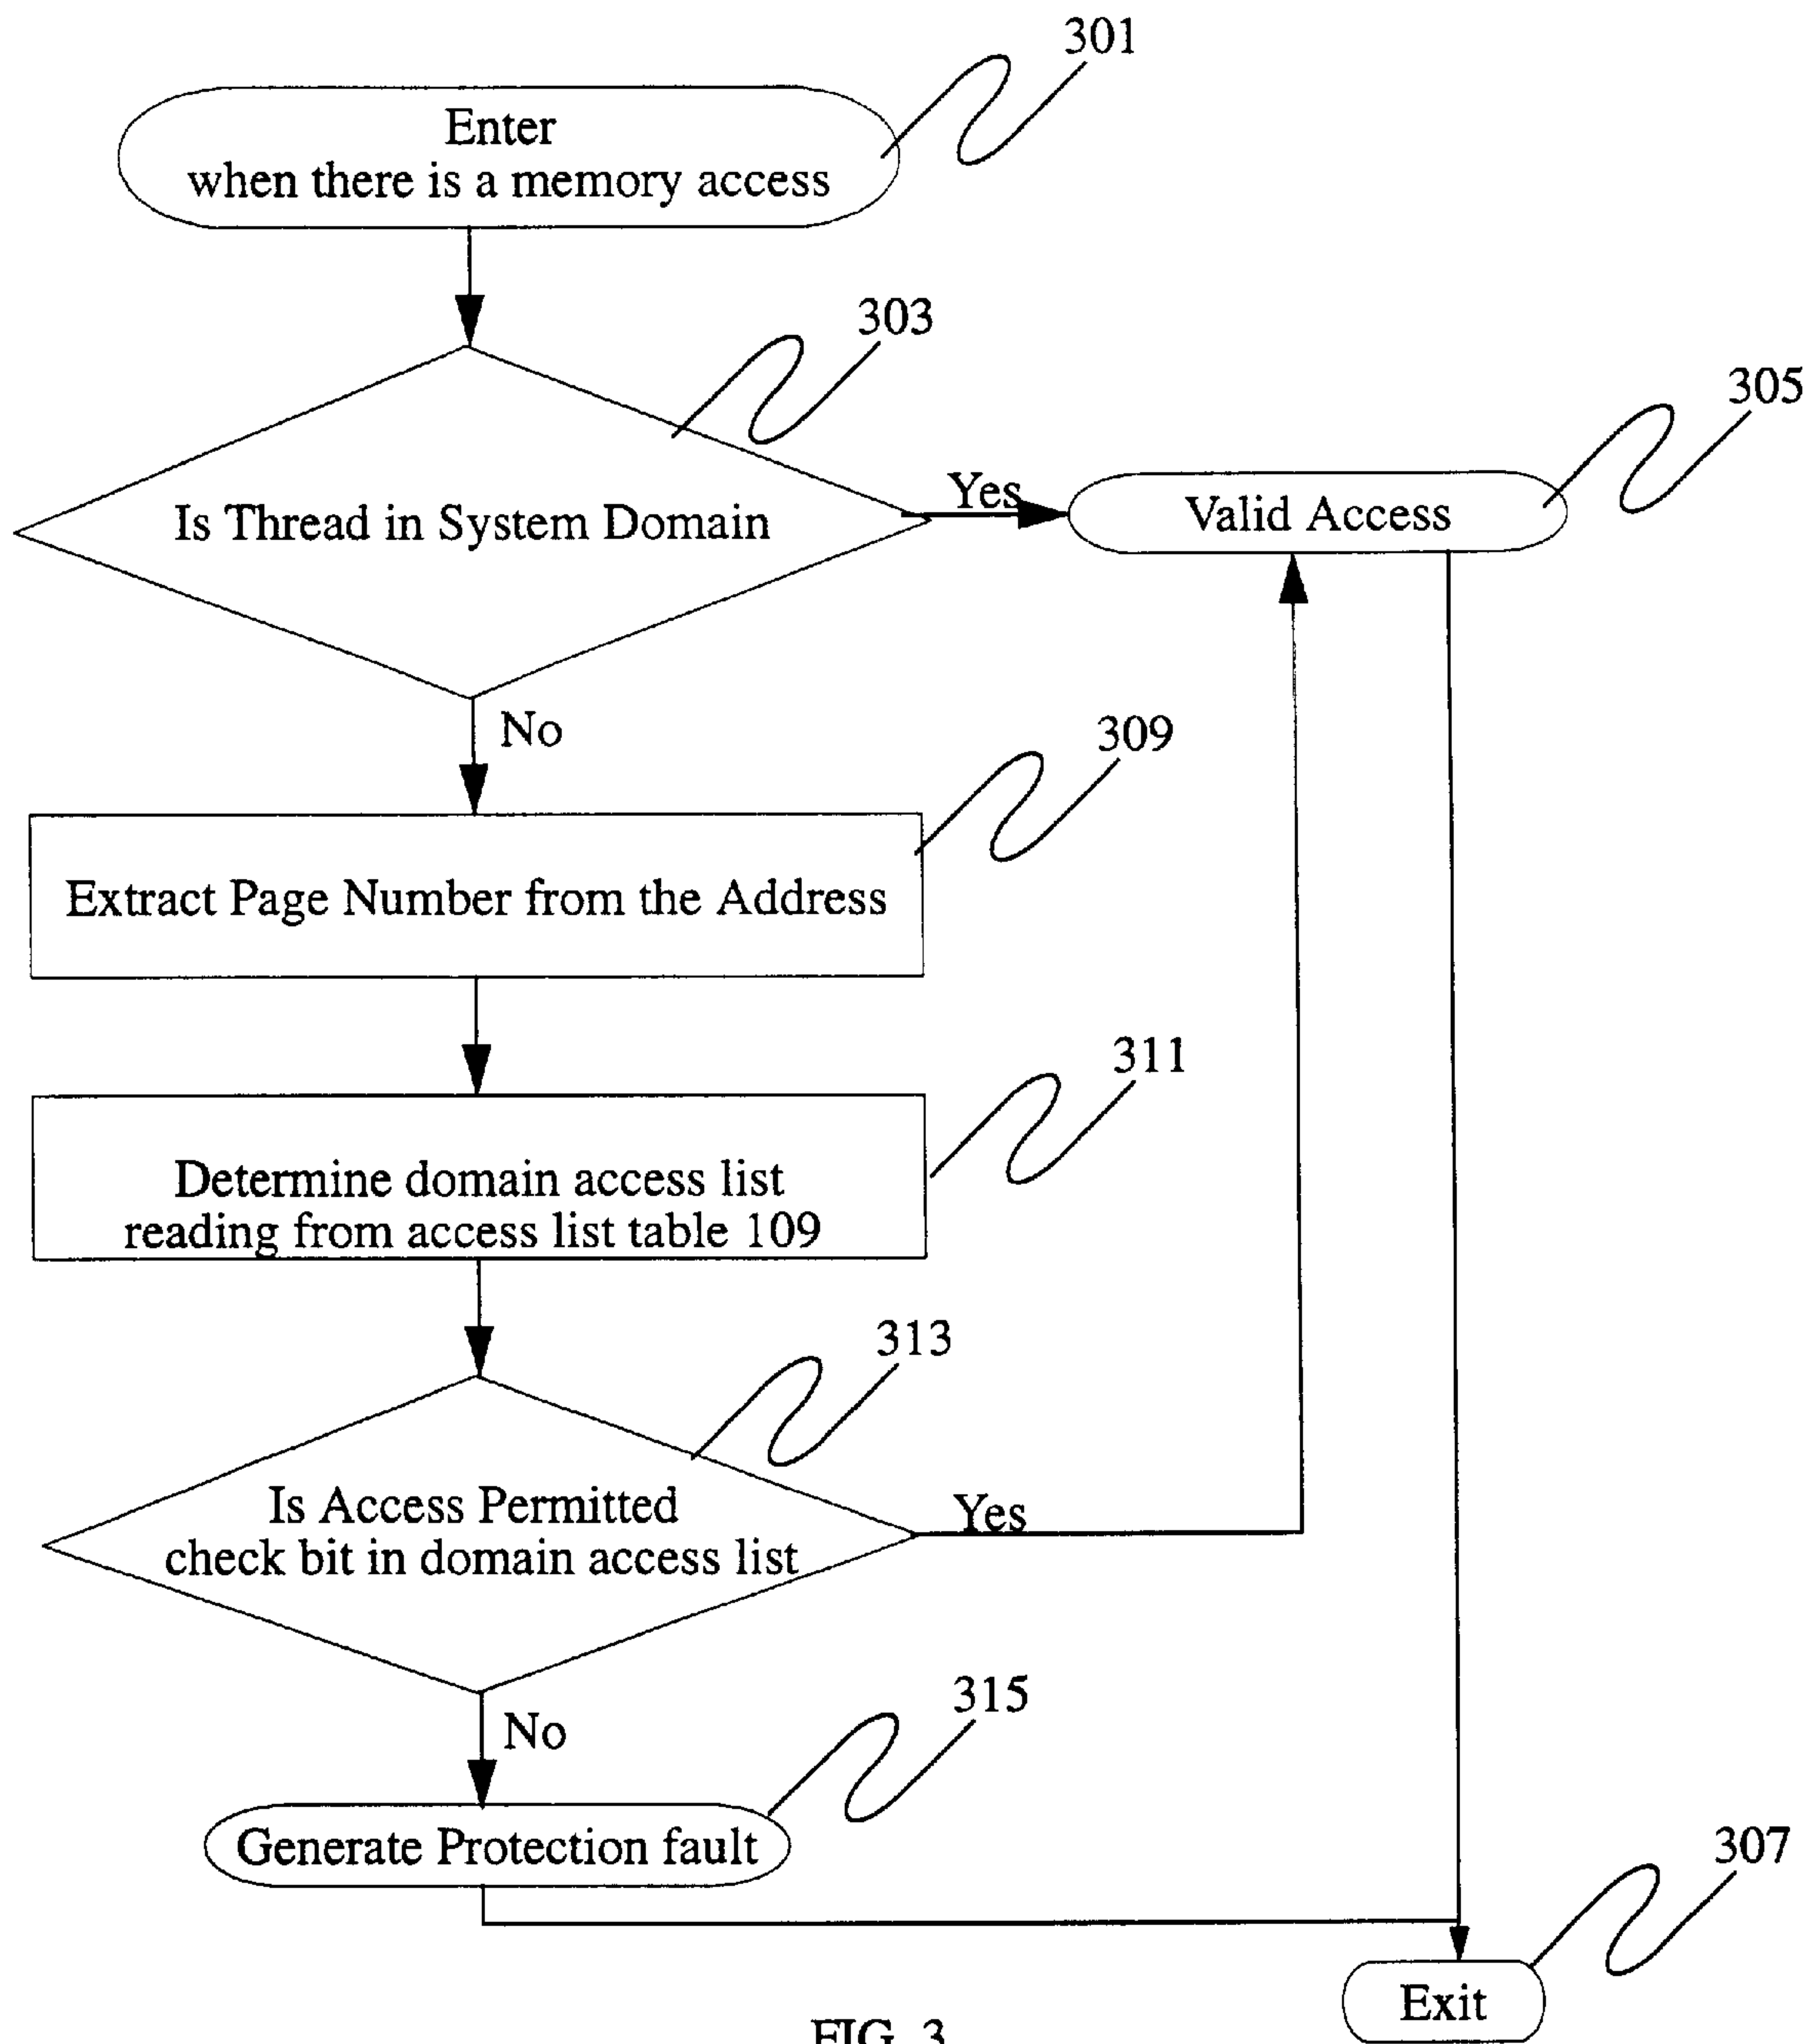 301
Enter
when there is a memory access
303
305
Is Thread in System Domain
Yes
Valid Access
No
309
Extract Page Number from the Address
311
Determine domain access list
reading from access list table 109
313
Is Access Permitted
check bit in domain access list
Yes
315
No
Generate Protection fault
307
Exit
FIG. 3